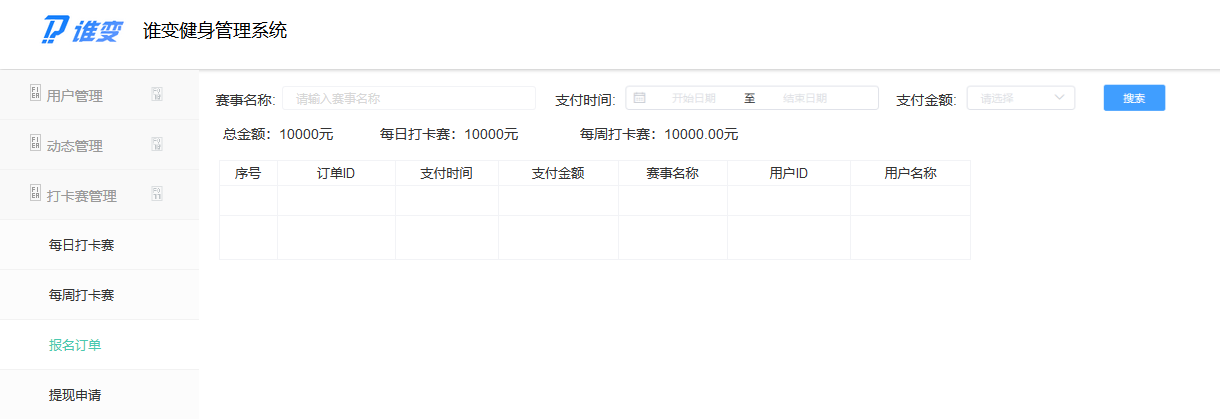 谁变 谁变健身管理系统
用户管理
动态管理
打卡赛管理
每日打卡赛
每周打卡赛
报名订单
提现申请
赛事名称: 请输入赛事名称 支付时间: 开始日期 至 结束日期 支付金额: 请选择 搜索
总金额：10000元 每日打卡赛：10000元 每周打卡赛：10000.00元
序号 订单ID 支付时间 支付金额 赛事名称 用户ID 用户名称